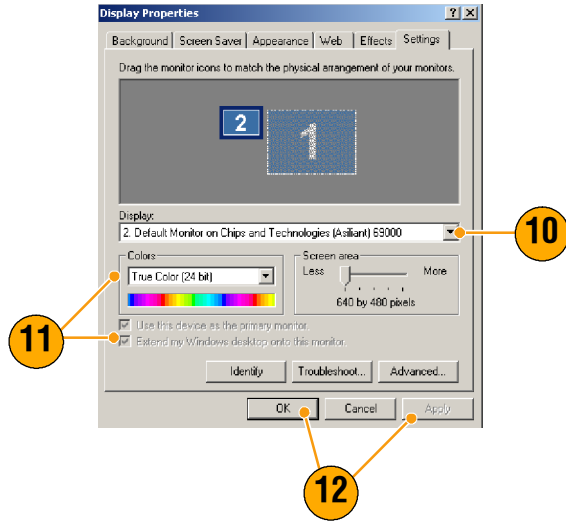 Display Properties
Background Screen Saver Appearance Web Effects Settings
Drag the monitor icons to match the physical arrangement of your monitors.
2
1
Display:
2. Default Monitor on Chips and Technologies (Asiliant) 69000
10
Colors
Screen area
True Color (24 bit)
Less More
640 by 480 pixels
11
Use this device as the primary monitor.
Extend my Windows desktop onto this monitor.
Identify Troubleshoot... Advanced...
OK Cancel Apply
12